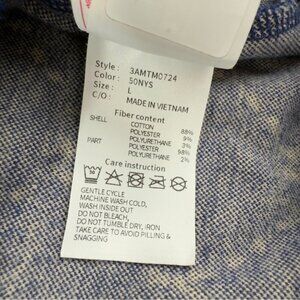 Style : 3AMTM0724
Color : 50NYS
Size : L
C/O : MADE IN VIETNAM
Fiber content
SHELL COTTON 88%
POLYESTER 9%
POLYURETHANE 3%
PART POLYESTER 98%
POLYURETHANE 2%
Care instruction
30
GENTLE CYCLE
MACHINE WASH COLD,
WASH INSIDE OUT
DO NOT BLEACH,
DO NOT TUMBLE DRY, IRON
TAKE CARE TO AVOID PILLING &
SNAGGING